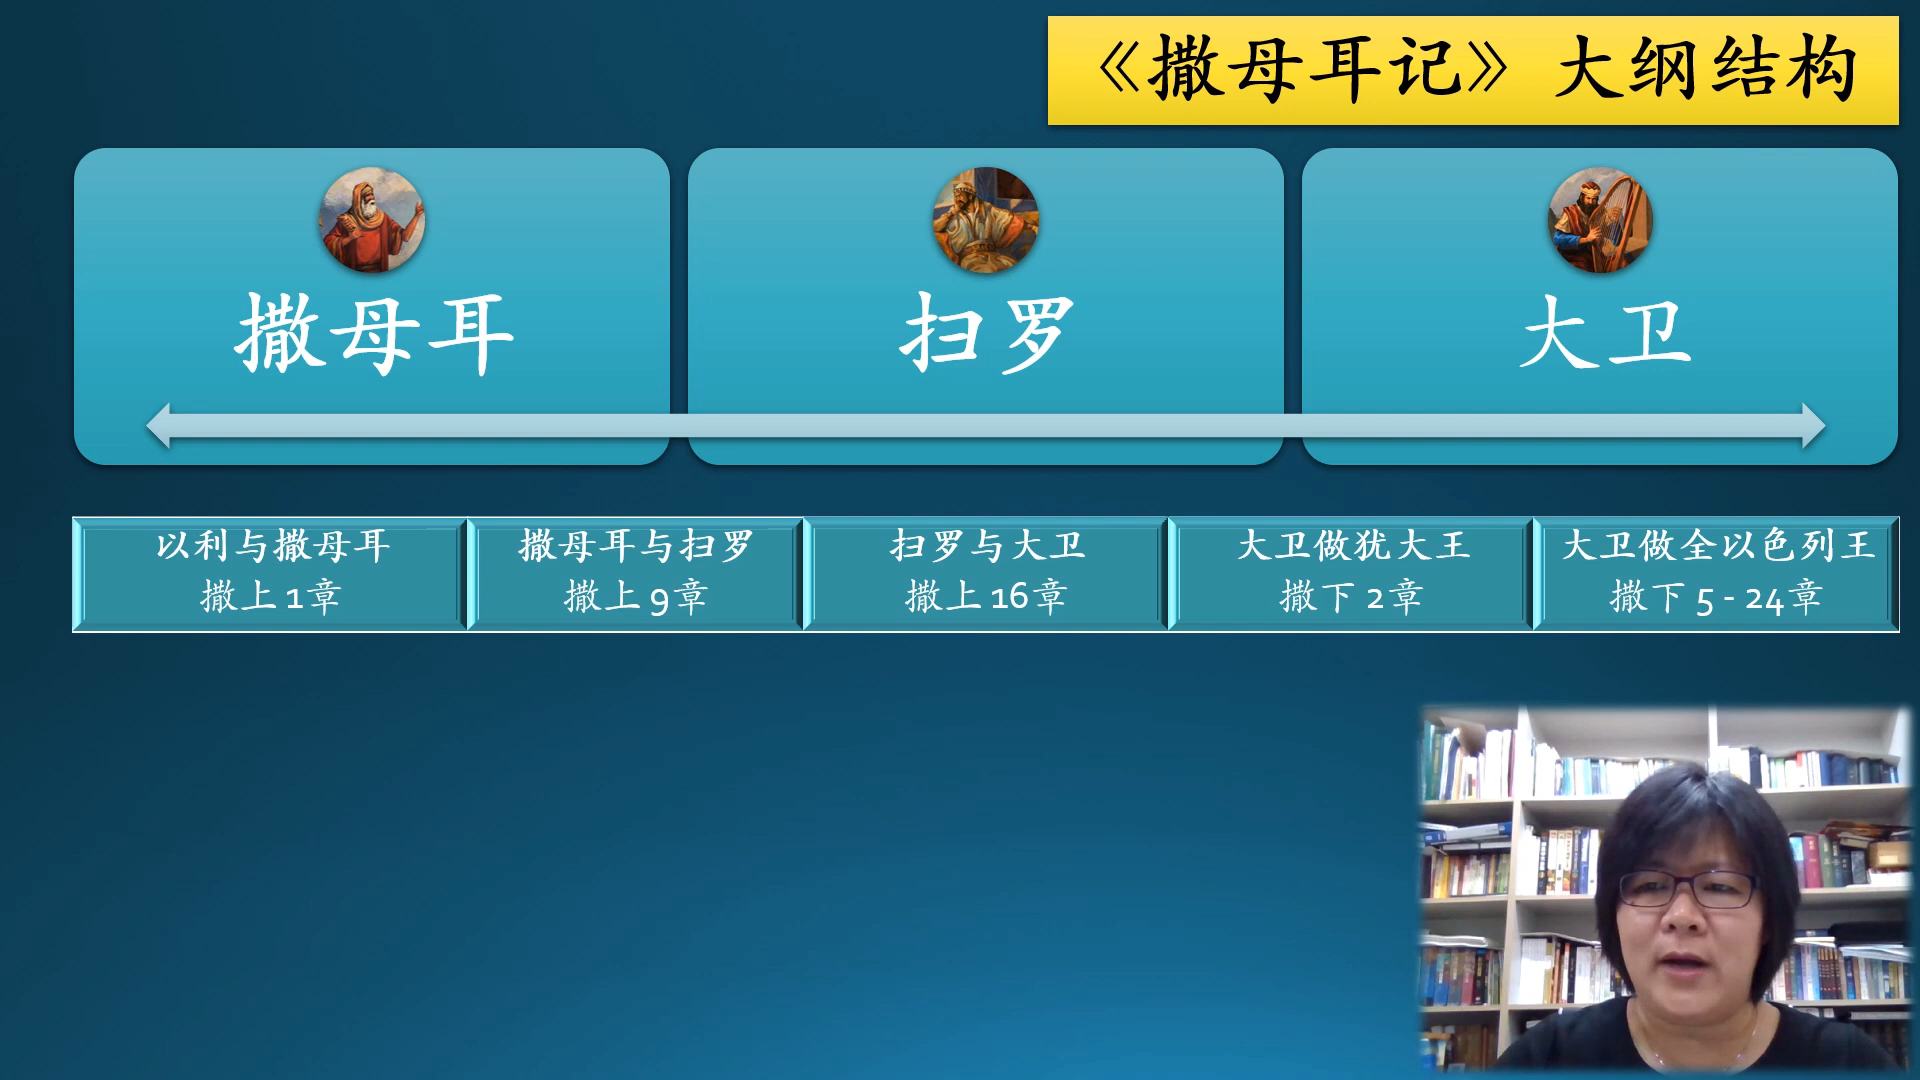 《撒母耳记》 大纲结构
撒母耳
扫罗
大卫
以利与撒母耳
撒上 1章
撒母耳与扫罗
撒上 9章
扫罗与大卫
撒上 16章
大卫做犹大王
撒下 2章
大卫做全以色列王
撒下 5 - 24章